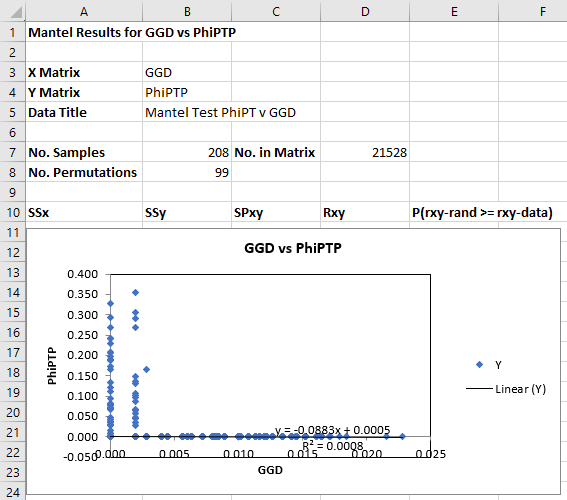 A B C D E F
1 Mantel Results for GGD vs PhiPTP
2
3 X Matrix GGD
4 Y Matrix PhiPTP
5 Data Title Mantel Test PhiPT v GGD
6
7 No. Samples 208 No. in Matrix 21528
8 No. Permutations 99
9
10 SSx SSy SPxy Rxy P(rxy-rand >= rxy-data)
11
12 GGD vs PhiPTP
13 0.400
14 0.350
15 0.300
16 0.250
17 0.200
18 0.150
19 0.100
20 0.050
21 0.000
22 -0.050
23
24
PhiPTP
y = -0.0883x + 0.0005
R² = 0.0008
0.000 0.005 0.010 0.015 0.020 0.025
GGD
Y
Linear (Y)